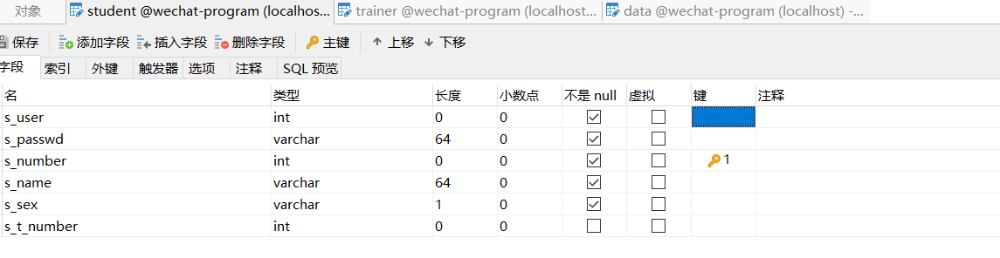 对象 student @wechat-program (localhost... trainer @wechat-program (localhost... data @wechat-program (localhost) -...
保存 添加字段 插入字段 删除字段 主键 ↑ 上移 ↓ 下移
字段 索引 外键 触发器 选项 注释 SQL 预览
名 类型 长度 小数点 不是 null 虚拟 键 注释
s_user int 0 0
s_passwd varchar 64 0
s_number int 0 0 1
s_name varchar 64 0
s_sex varchar 1 0
s_t_number int 0 0